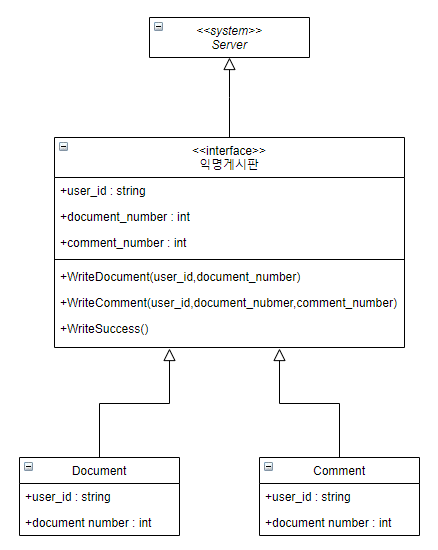 <<system>>
Server
<<interface>>
익명게시판
+user_id : string
+document_number : int
+comment_number : int
+WriteDocument(user_id,document_number)
+WriteComment(user_id,document_nubmer,comment_number)
+WriteSuccess()
Document
+user_id : string
+document number : int
Comment
+user_id : string
+document number : int